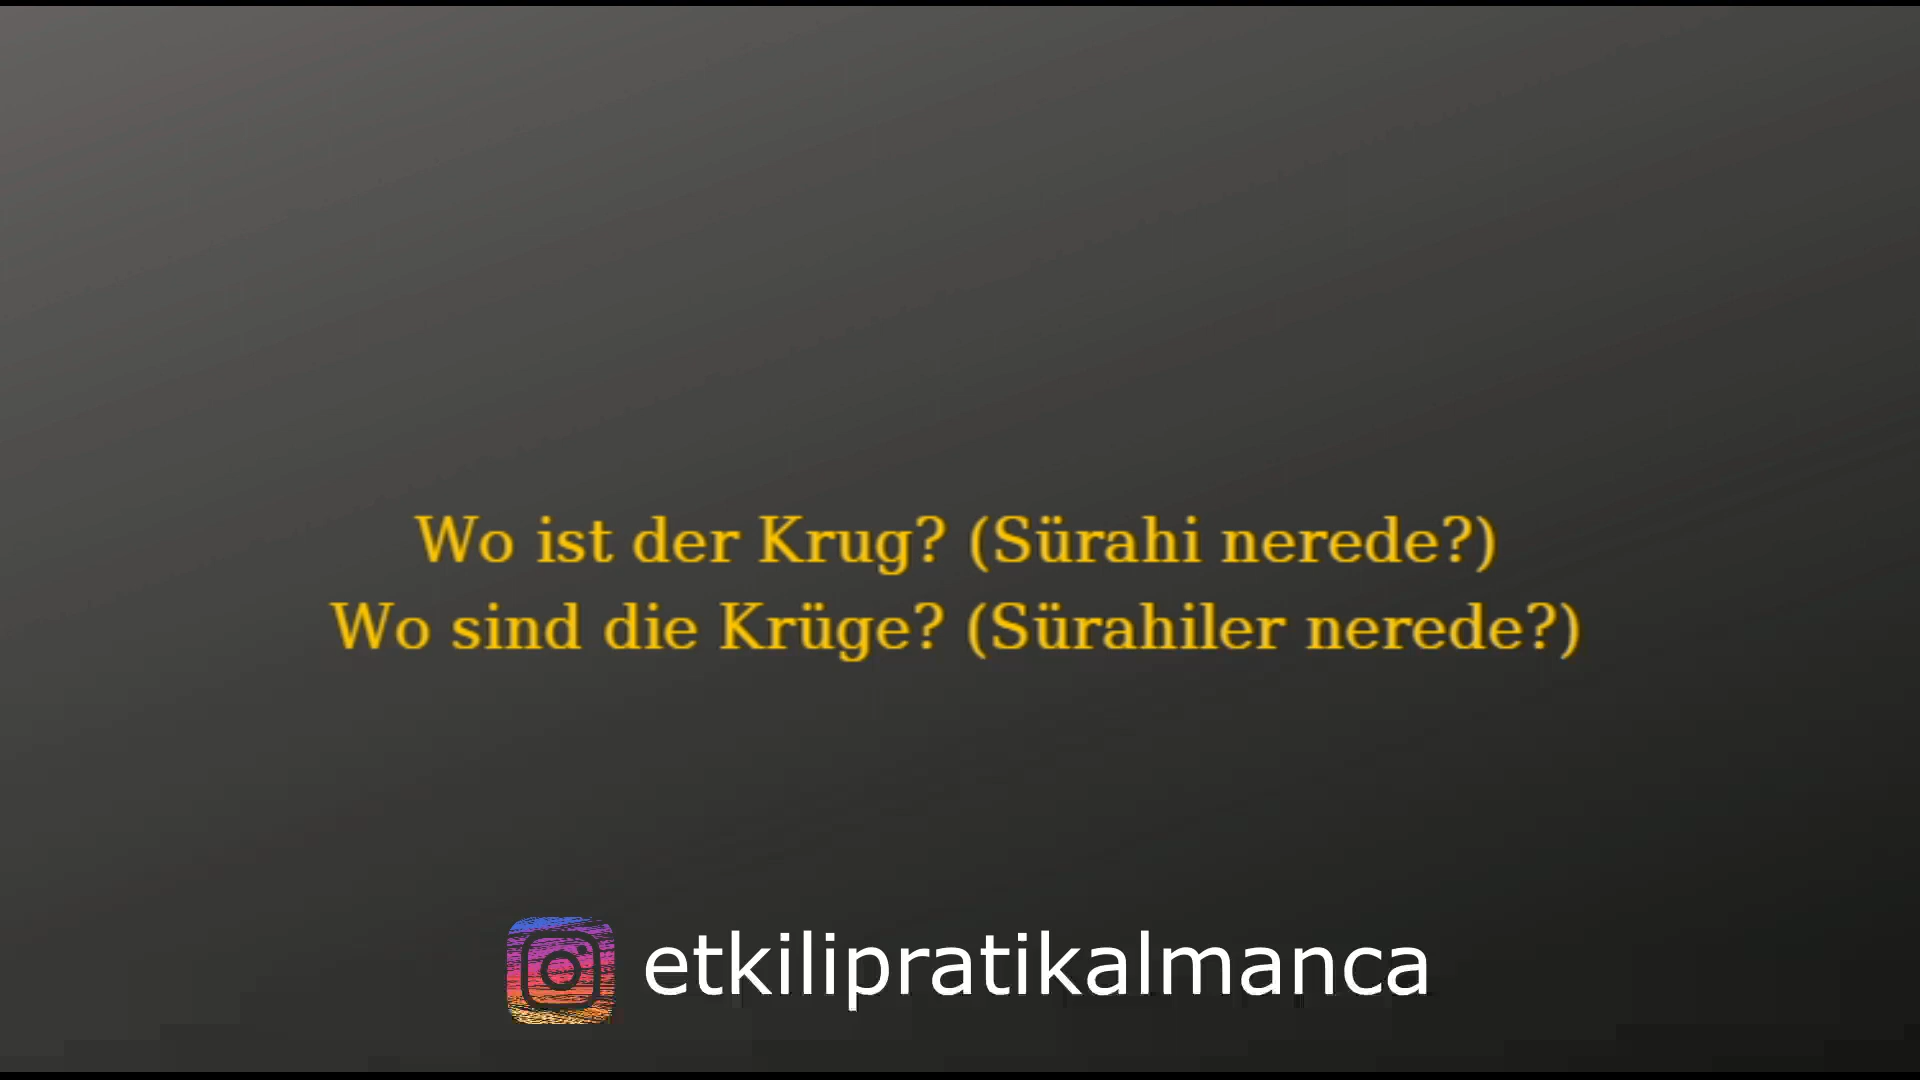 Wo ist der Krug? (Sürahi nerede?)
Wo sind die Krüge? (Sürahiler nerede?)
etkilipratikalmanca